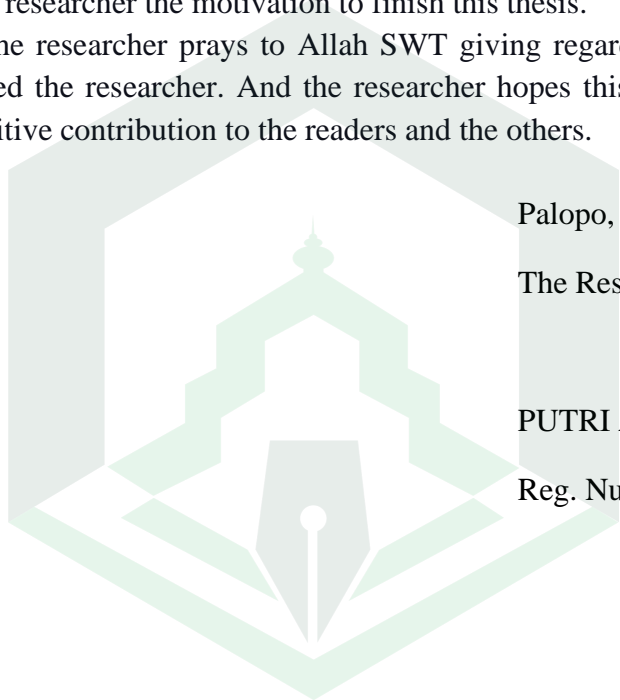 researcher the motivation to finish this thesis.
he researcher prays to Allah SWT giving regar
ed the researcher. And the researcher hopes this
itive contribution to the readers and the others.
Palopo,
The Res
PUTRI
Reg. Nu